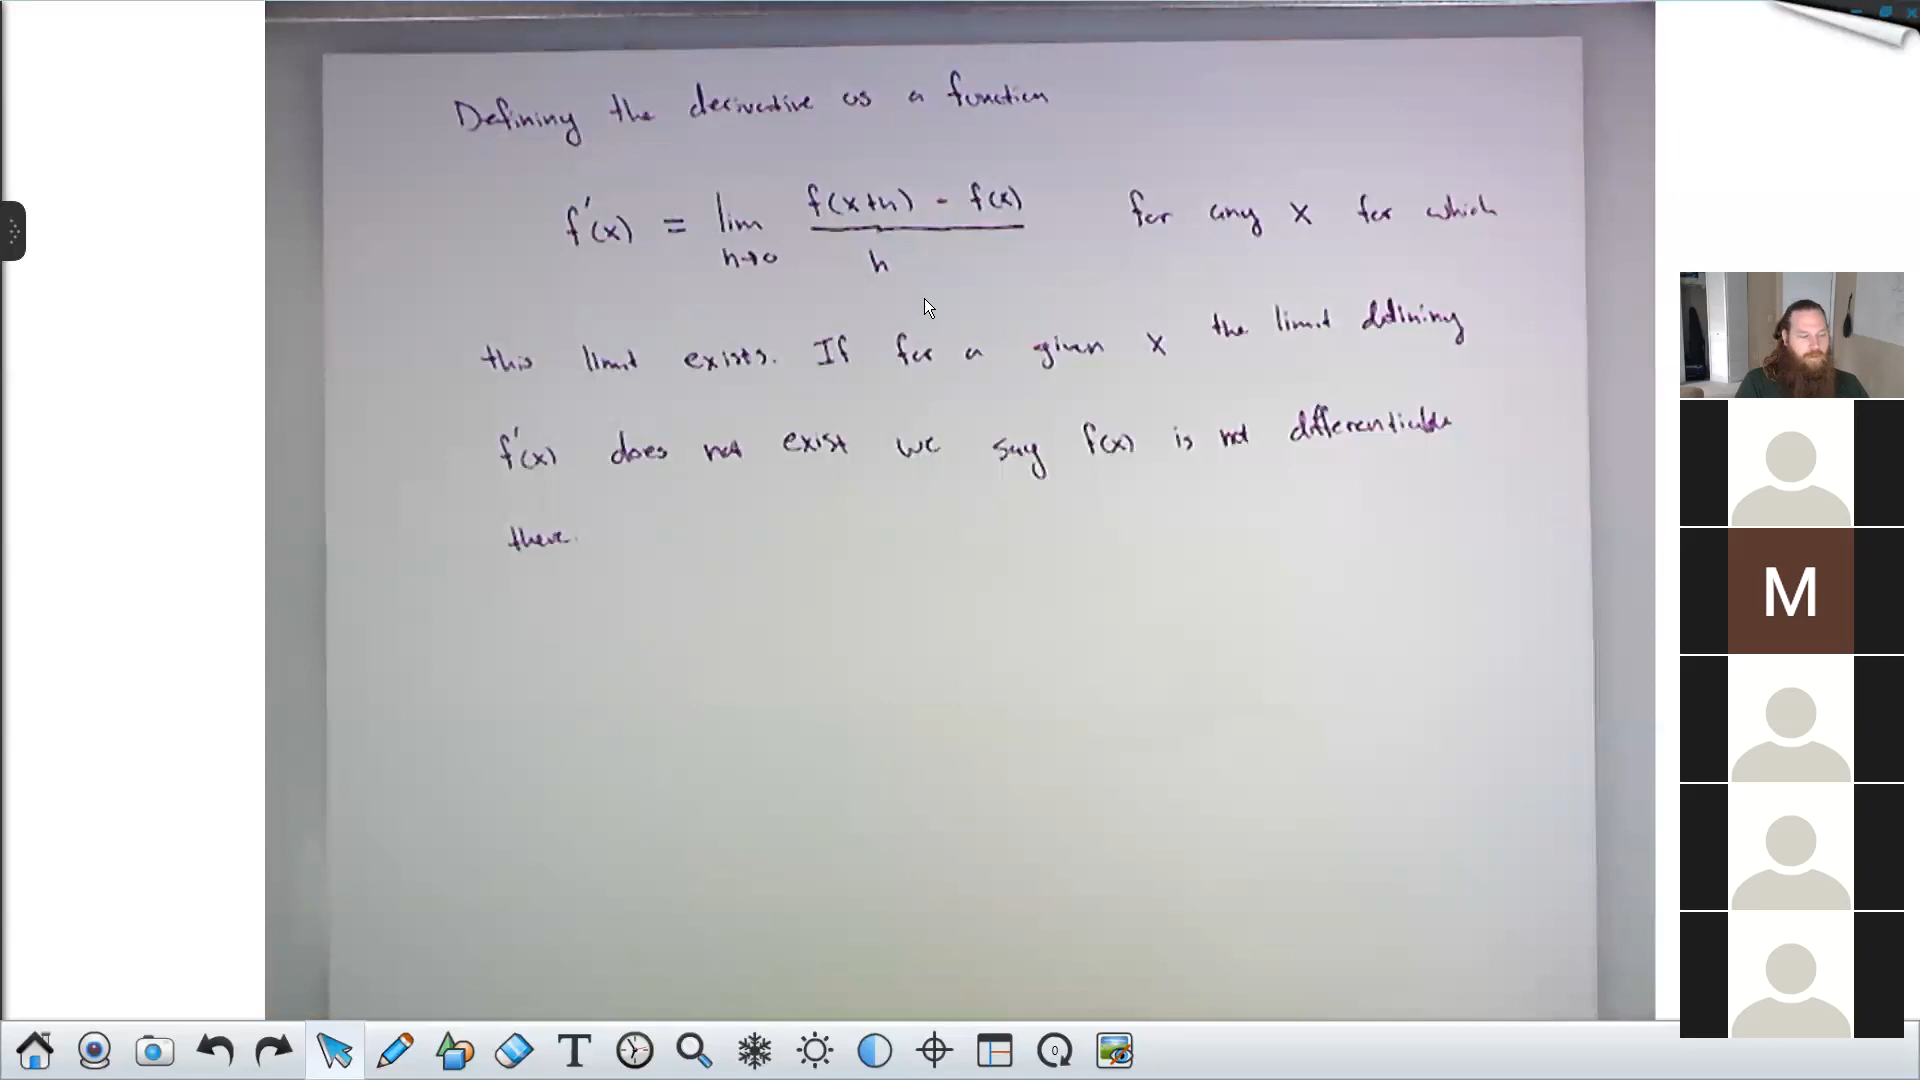 Defining the derivative as a function
f'(x) = lim h→0 f(x+h) - f(x) / h for any x for which
this limit exists. If for a given x the limit defining
f'(x) does not exist we say f(x) is not differentiable
there.
M
T
0